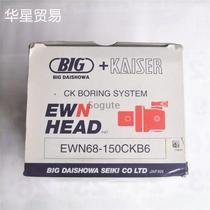 华星贸易
BIG + KAISER
BIG DAISHOWA
CK BORING SYSTEM
EWN
HEAD
Sogute
EWN68-150CKB6
BIG DAISHOWA SEIKI CO LTD